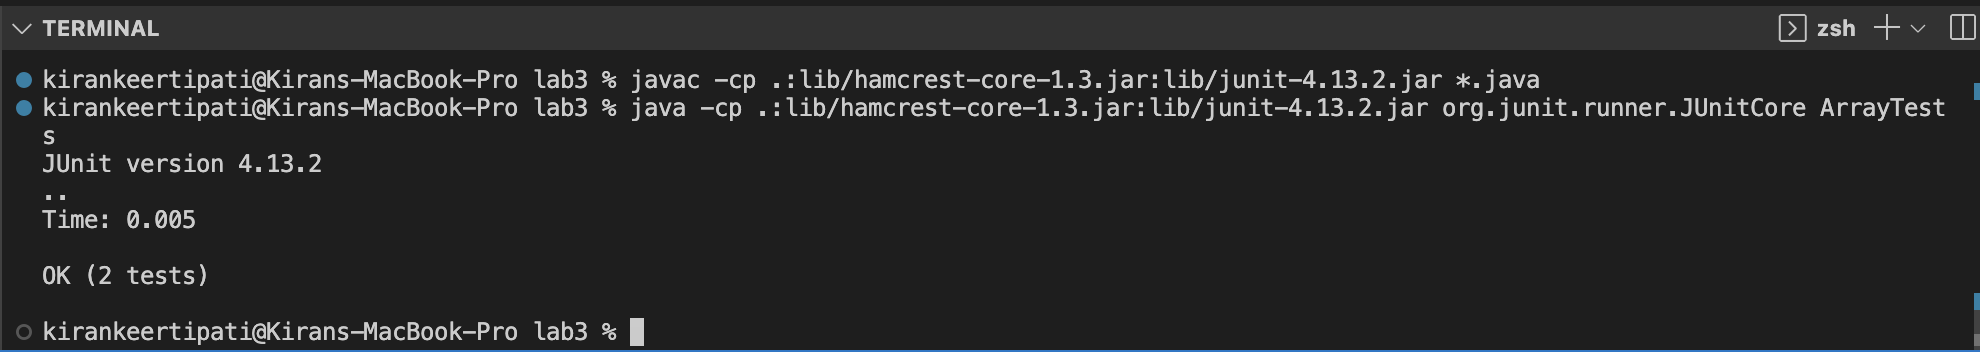 TERMINAL
zsh
kirankeertipati@Kirans-MacBook-Pro lab3 % javac -cp .:lib/hamcrest-core-1.3.jar:lib/junit-4.13.2.jar *.java
kirankeertipati@Kirans-MacBook-Pro lab3 % java -cp .:lib/hamcrest-core-1.3.jar:lib/junit-4.13.2.jar org.junit.runner.JUnitCore ArrayTest
s
JUnit version 4.13.2
..
Time: 0.005
OK (2 tests)
kirankeertipati@Kirans-MacBook-Pro lab3 %